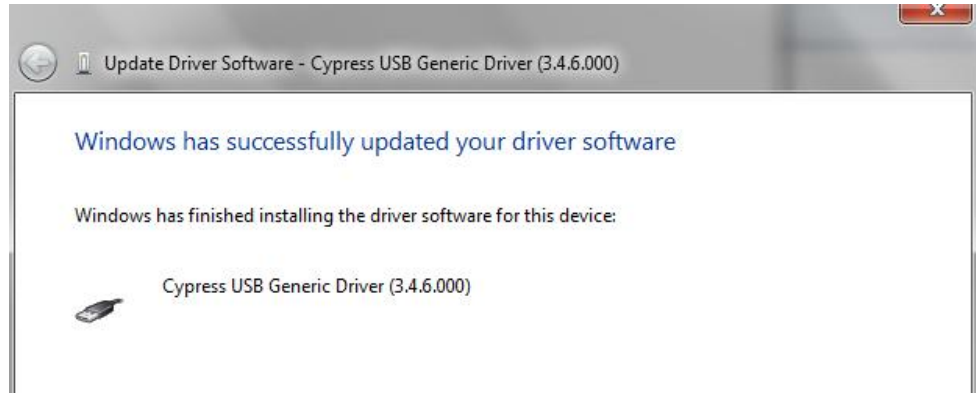 Update Driver Software - Cypress USB Generic Driver (3.4.6.000)
Windows has successfully updated your driver software
Windows has finished installing the driver software for this device:
Cypress USB Generic Driver (3.4.6.000)